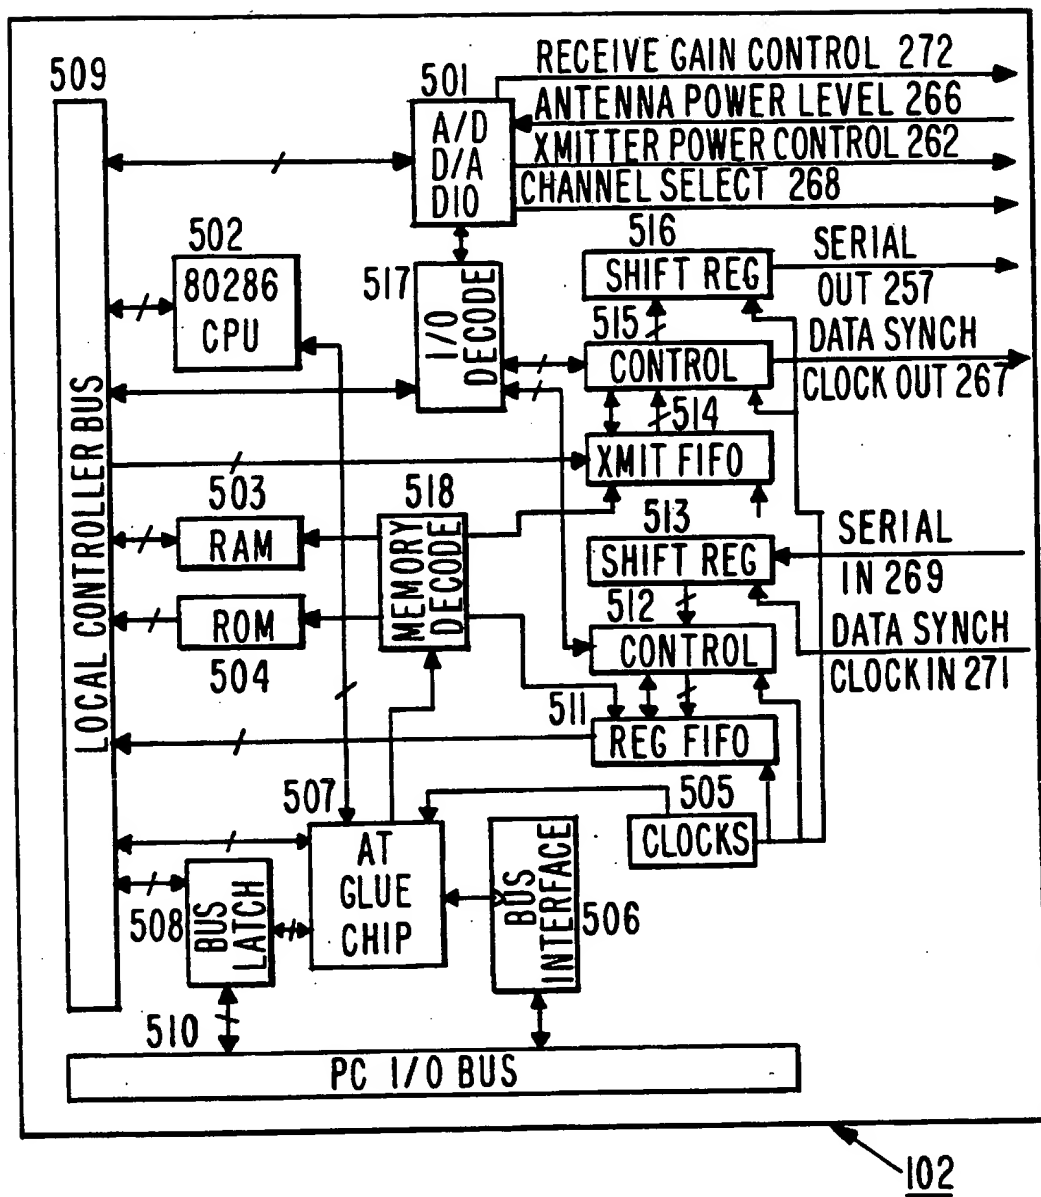 509
501
RECEIVE GAIN CONTROL 272
ANTENNA POWER LEVEL 266
XMITTER POWER CONTROL 262
CHANNEL SELECT 268
A/D
D/A
DIO
502
80286
CPU
517
I/O
DECODE
516
SHIFT REG
SERIAL
OUT 257
515
CONTROL
DATA SYNCH
CLOCK OUT 267
514
XMIT FIFO
LOCAL CONTROLLER BUS
503
RAM
518
MEMORY
DECODE
513
SHIFT REG
SERIAL
IN 269
ROM
504
512
CONTROL
DATA SYNCH
CLOCK IN 271
511
REG FIFO
507
AT
GLUE
CHIP
505
CLOCKS
508
BUS
LATCH
BUS
INTERFACE
506
510
PC I/O BUS
102